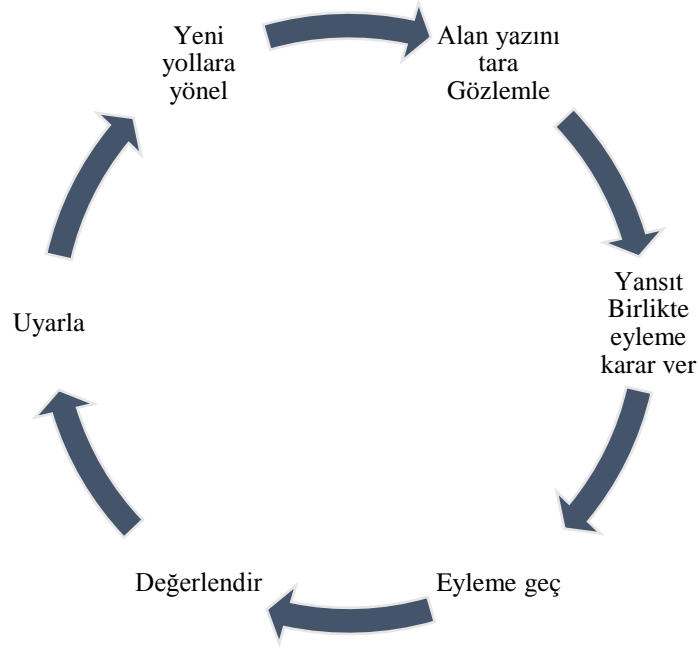 Yeni
yollara
yönel
Alan yazını
tara
Gözlemle
Yansıt
Birlikte
eyleme
karar ver
Eyleme geç
Değerlendir
Uyarla